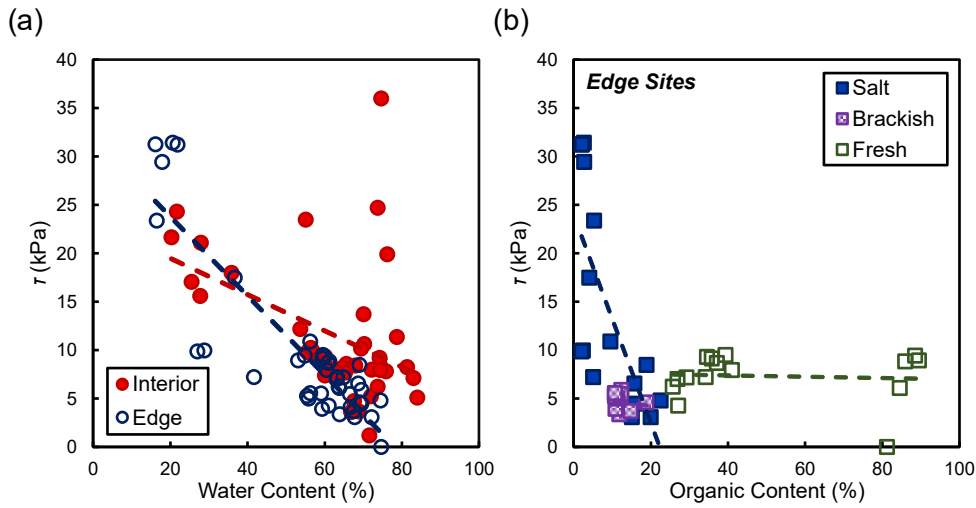 (a)
40
35
30
25
20
15
10
5
0
τ (kPa)
Interior
Edge
0 20 40 60 80 100
Water Content (%)
(b)
40
35
30
25
20
15
10
5
0
τ (kPa)
Edge Sites
Salt
Brackish
Fresh
0 20 40 60 80 100
Organic Content (%)